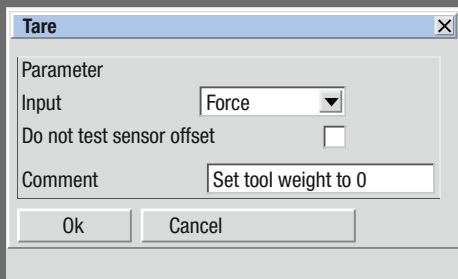 Tare
Parameter
Input Force
Do not test sensor offset
Comment Set tool weight to 0
Ok Cancel